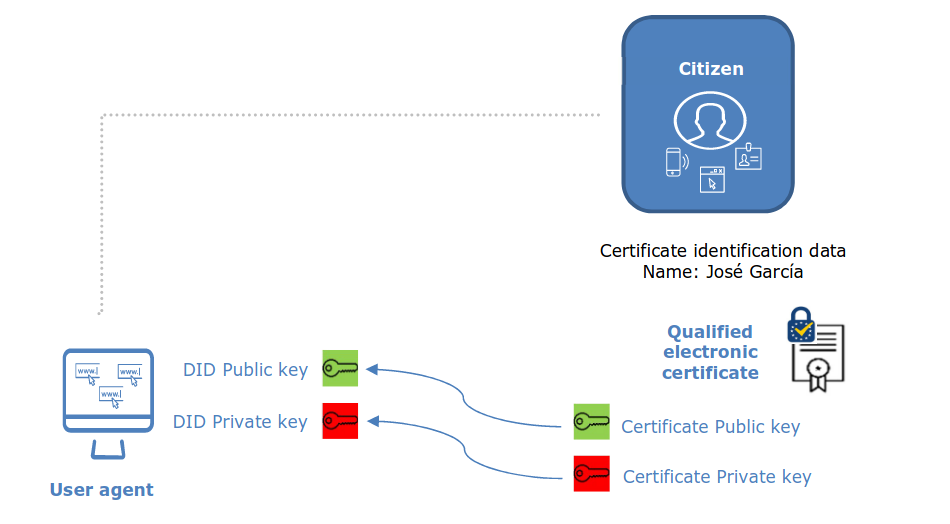 Citizen
Certificate identification data
Name: José García
Qualified
electronic
certificate
www.
www.
www.
DID Public key
DID Private key
Certificate Public key
Certificate Private key
User agent